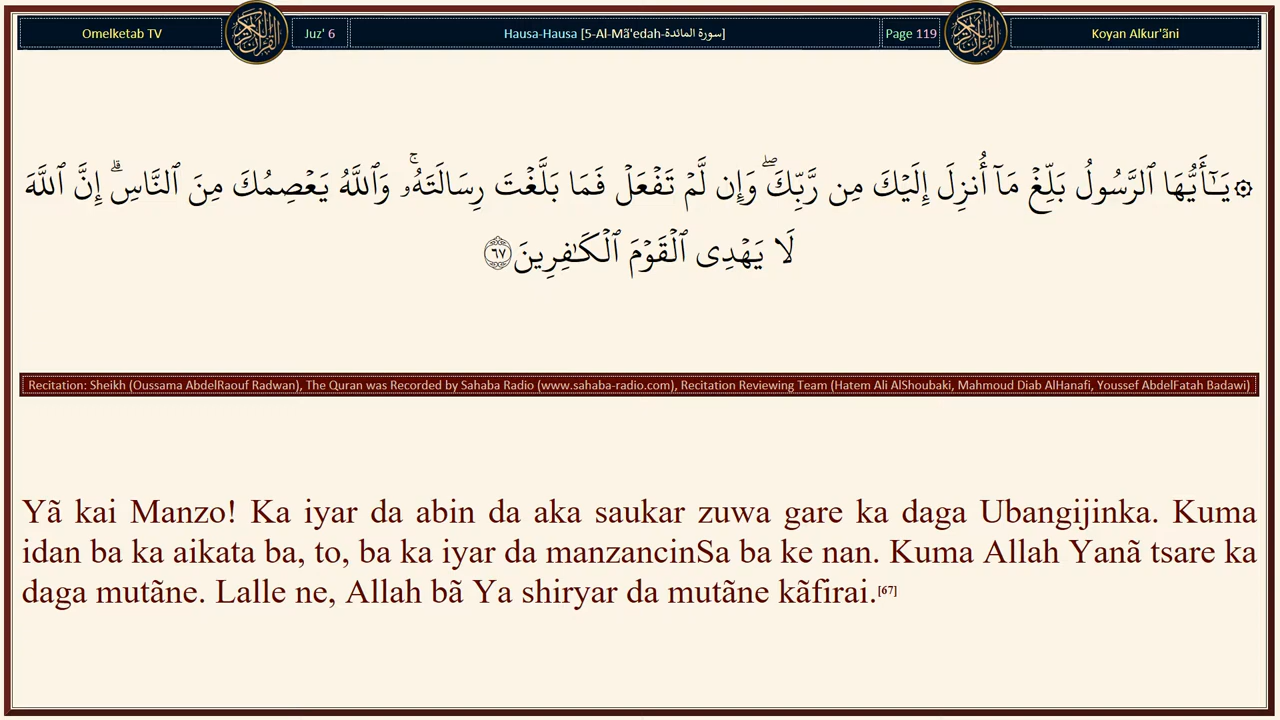 Omelketab TV
Juz' 6
Hausa-Hausa [5-Al-Mã'edah-سورة المائدة]
Page 119
Koyan Alkur'ãni
۞ يَـٰٓأَيُّهَا ٱلرَّسُولُ بَلِّغْ مَآ أُنزِلَ إِلَيْكَ مِن رَّبِّكَ ۖ وَإِن لَّمْ تَفْعَلْ فَمَا بَلَّغْتَ رِسَالَتَهُۥ ۚ وَٱللَّهُ يَعْصِمُكَ مِنَ ٱلنَّاسِ ۗ إِنَّ ٱللَّهَ
لَا يَهْدِى ٱلْقَوْمَ ٱلْكَـٰفِرِينَ ٦٧
Recitation: Sheikh (Oussama AbdelRaouf Radwan), The Quran was Recorded by Sahaba Radio (www.sahaba-radio.com), Recitation Reviewing Team (Hatem Ali AlShoubaki, Mahmoud Diab AlHanafi, Youssef AbdelFatah Badawi)
Yã kai Manzo! Ka iyar da abin da aka saukar zuwa gare ka daga Ubangijinka. Kuma
idan ba ka aikata ba, to, ba ka iyar da manzancinSa ba ke nan. Kuma Allah Yanã tsare ka
daga mutãne. Lalle ne, Allah bã Ya shiryar da mutãne kãfirai.[67]